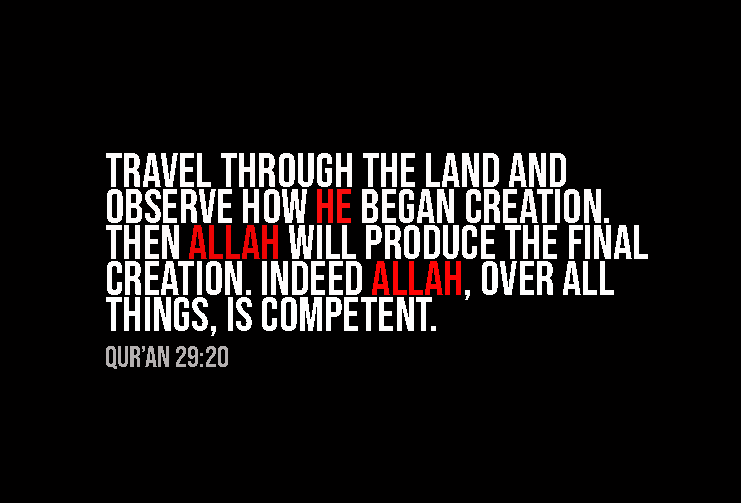 TRAVEL THROUGH THE LAND AND
OBSERVE HOW HE BEGAN CREATION.
THEN ALLAH WILL PRODUCE THE FINAL
CREATION. INDEED ALLAH, OVER ALL
THINGS, IS COMPETENT.
QUR'AN 29:20